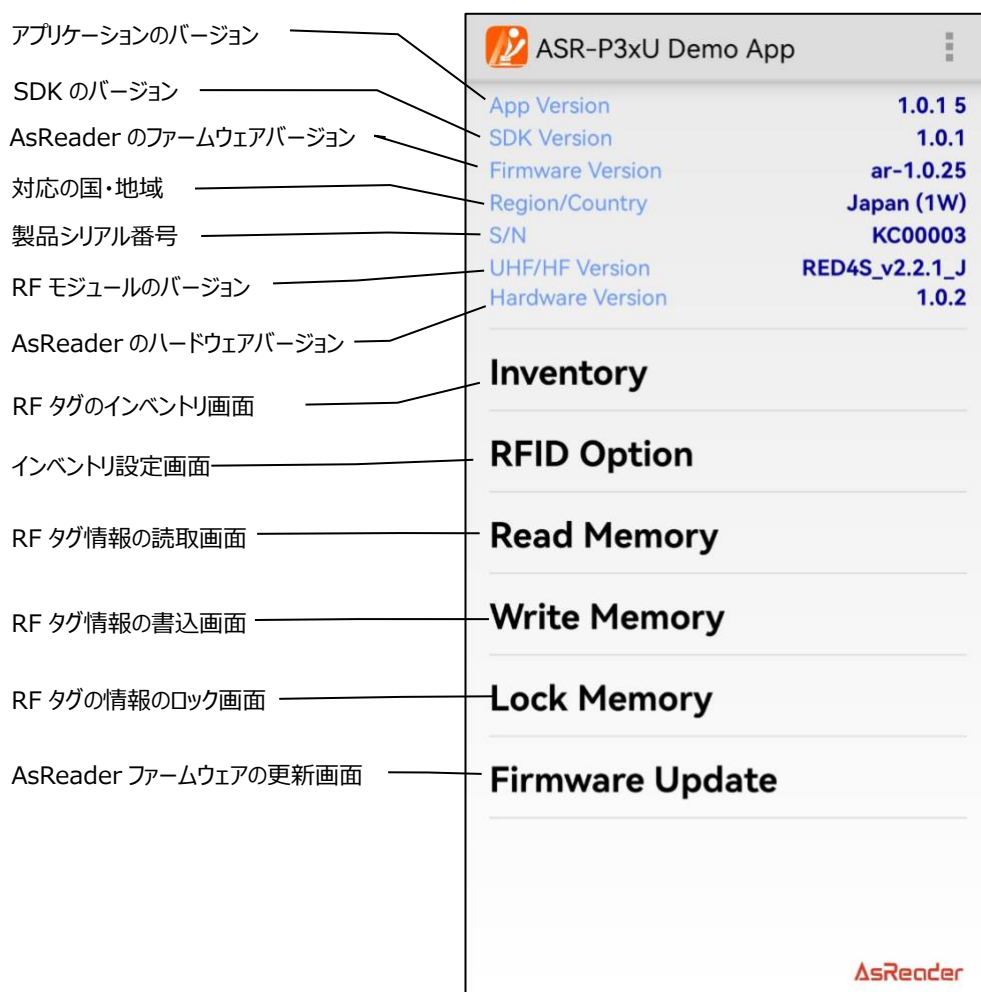 アプリケーションのバージョン
SDK のバージョン
AsReader のファームウェアバージョン
対応の国・地域
製品シリアル番号
RF モジュールのバージョン
AsReader のハードウェアバージョン
RF タグのインベントリ画面
インベントリ設定画面
RF タグ情報の読取画面
RF タグ情報の書込画面
RF タグの情報のロック画面
AsReader ファームウェアの更新画面
ASR-P3xU Demo App
App Version 1.0.1 5
SDK Version 1.0.1
Firmware Version ar-1.0.25
Region/Country Japan (1W)
S/N KC00003
UHF/HF Version RED4S_v2.2.1_J
Hardware Version 1.0.2
Inventory
RFID Option
Read Memory
Write Memory
Lock Memory
Firmware Update
AsReader